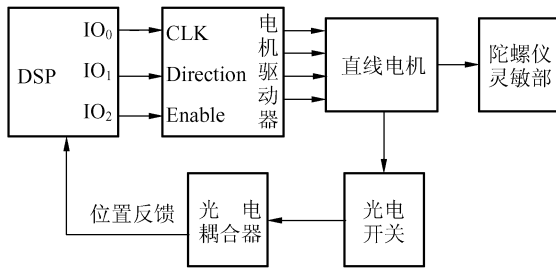 DSP
IO₀
IO₁
IO₂
CLK
Direction
Enable
电机驱动器
直线电机
陀螺仪
灵敏部
位置反馈
光电
耦合器
光电
开关